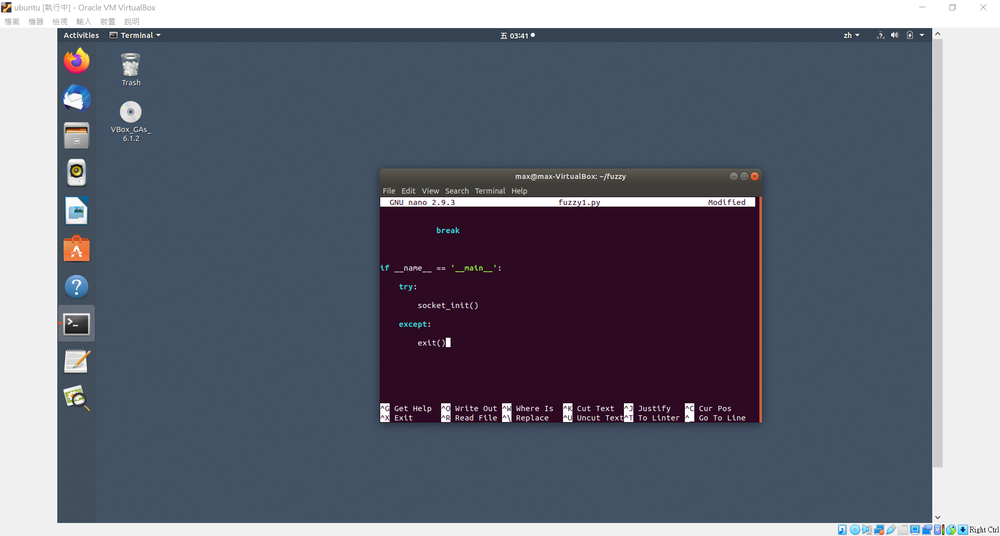 ubuntu [執行中] - Oracle VM VirtualBox
檔案 機器 檢視 輸入 裝置 說明
Activities Terminal 五 03:41 zh
Trash
VBox_GAs_
6.1.2
max@max-VirtualBox: ~/fuzzy
File Edit View Search Terminal Help
GNU nano 2.9.3 fuzzy1.py Modified
break
if __name__ == '__main__':
try:
socket_init()
except:
exit()
^G Get Help ^O Write Out ^W Where Is ^K Cut Text ^J Justify ^C Cur Pos
^X Exit ^R Read File ^\ Replace ^U Uncut Text ^T To Linter ^_ Go To Line
Right Ctrl